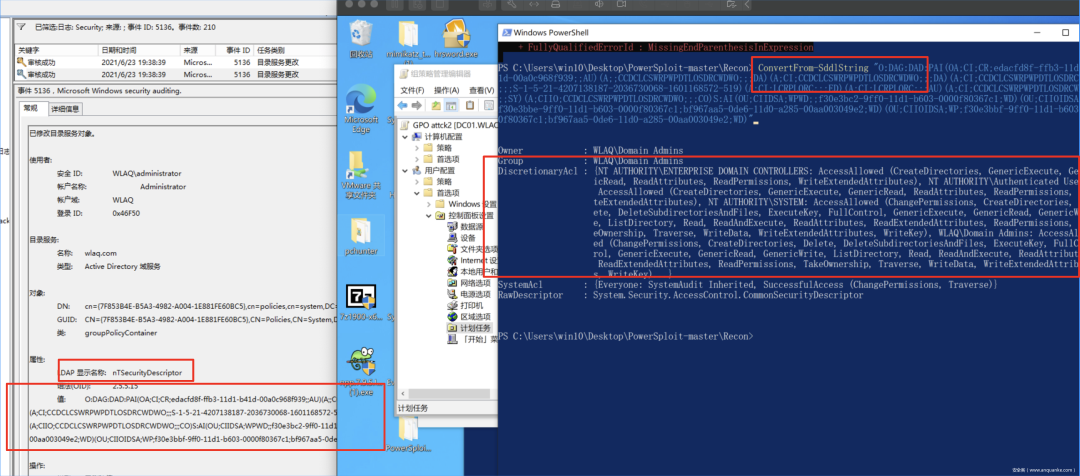 已筛选:日志: Security; 来源: ; 事件 ID: 5136。事件数: 210
关键字 日期和时间 来源 事件 ID 任务类别
审核成功 2021/6/23 19:38:39 Micros... 5136 目录服务更改
审核成功 2021/6/23 19:38:39 Micros... 5136 目录服务更改
事件 5136，Microsoft Windows security auditing.
常规 详细信息
已修改目录服务对象。
使用者:
安全 ID: WLAQ\administrator
帐户名称: Administrator
帐户域: WLAQ
登录 ID: 0x46F50
目录服务:
名称: wlaq.com
类型: Active Directory 域服务
对象:
DN: cn={7F853B4E-B5A3-4982-A004-1E881FE60BC5},cn=policies,cn=system,DC
GUID: CN={7F853B4E-B5A3-4982-A004-1E881FE60BC5},CN=Policies,CN=System,D
类: groupPolicyContainer
属性:
LDAP 显示名称: nTSecurityDescriptor
语法(OID): 2.5.5.15
值: O:DAG:DAD:PAI(OA;CI;CR;edacfd8f-ffb3-11d1-b41d-00a0c968f939;;AU)(A;;
(A;CI;CCDCLCSWRPWPDTLOSDRCWDWO;;;S-1-5-21-4207138187-2036730068-1601168572-5
(A;CIIO;CCDCLCSWRPWPDTLOSDRCWDWO;;;CO)S:AI(OU;CIIDSA;WPWD;;f30e3bc2-9ff0-11d1
00aa003049e2;WD)(OU;CIIOIDSA;WP;f30e3bbf-9ff0-11d1-b603-0000f80367c1;bf967aa5-0de
操作:
回收站
Microsoft Edge
VMware 共享文件夹
pchunter
组策略管理编辑器
文件(F) 操作(A) 查看(V)
GPO attck2 [DC01.WLAQ
计算机配置
策略
首选项
用户配置
策略
首选项
Windows 设置
控制面板设置
数据源
设备
文件夹选项
Internet 设
本地用户和
网络选项
电源选项
打印机
区域选项
计划任务
「开始」菜
计划任务
Windows PowerShell
+ FullyQualifiedErrorId : MissingEndParenthesisInExpression
PS C:\Users\win10\Desktop\PowerSploit-master\Recon> ConvertFrom-SddlString "O:DAG:DAD:PAI(OA;CI;CR;edacfd8f-ffb3-11d
1-b41d-00a0c968f939;;AU)(A;;CCDCLCSWRPWPDTLOSDRCWDWO;;;DA)(A;CI;CCDCLCSWRPWPDTLOSDRCWDWO;;;DA)(A;CI;CCDCLCSWRPWPDTLOSDRCWDWO
;;;S-1-5-21-4207138187-2036730068-1601168572-519)(A;CI;LCRPLORC;;;ED)(A;CI;LCRPLORC;;;AU)(A;CI;CCDCLCSWRPWPDTLOSDRCWDWO
;;;SY)(A;CIIO;CCDCLCSWRPWPDTLOSDRCWDWO;;;CO)S:AI(OU;CIIDSA;WPWD;;f30e3bc2-9ff0-11d1-b603-0000f80367c1;WD)(OU;CIIOIDSA;W
P;f30e3bbe-9ff0-11d1-b603-0000f80367c1;bf967aa5-0de6-11d0-a285-00aa003049e2;WD)(OU;CIIOIDSA;WP;f30e3bbf-9ff0-11d1-b603-000
0f80367c1;bf967aa5-0de6-11d0-a285-00aa003049e2;WD)"
Owner : WLAQ\Domain Admins
Group : WLAQ\Domain Admins
DiscretionaryAcl : {NT AUTHORITY\ENTERPRISE DOMAIN CONTROLLERS: AccessAllowed (CreateDirectories, GenericExecute, Ge
nericRead, ReadAttributes, ReadPermissions, WriteExtendedAttributes), NT AUTHORITY\Authenticated Use
AccessAllowed (CreateDirectories, GenericExecute, GenericRead, ReadAttributes, ReadPermissions,
teExtendedAttributes), NT AUTHORITY\SYSTEM: AccessAllowed (ChangePermissions, CreateDirectories,
ete, DeleteSubdirectoriesAndFiles, ExecuteKey, FullControl, GenericExecute, GenericRead, GenericW
e, ListDirectory, Read, ReadAndExecute, ReadAttributes, ReadExtendedAttributes, ReadPermissions,
eOwnership, Traverse, WriteData, WriteExtendedAttributes, WriteKey), WLAQ\Domain Admins: AccessAl
ed (ChangePermissions, CreateDirectories, Delete, DeleteSubdirectoriesAndFiles, ExecuteKey, FullC
rol, GenericExecute, GenericRead, GenericWrite, ListDirectory, Read, ReadAndExecute, ReadAttribut
ReadExtendedAttributes, ReadPermissions, TakeOwnership, Traverse, WriteData, WriteExtendedAttribu
s, WriteKey)...}
SystemAcl : {Everyone: SystemAudit Inherited, SuccessfulAccess (ChangePermissions, Traverse)}
RawDescriptor : System.Security.AccessControl.CommonSecurityDescriptor
PS C:\Users\win10\Desktop\PowerSploit-master\Recon>
安全客（www.anquanke.com）